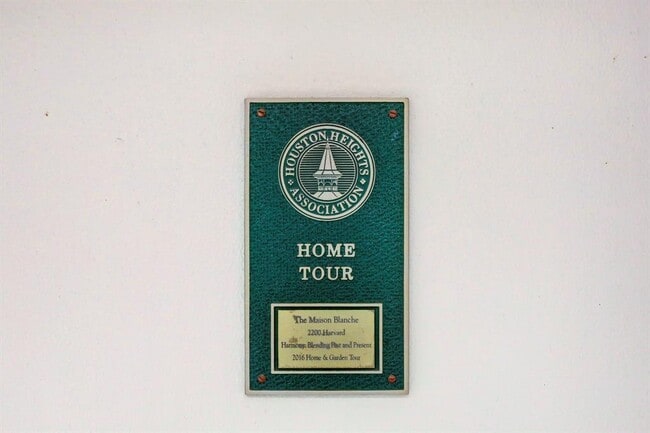 HOUSTON HEIGHTS
ASSOCIATION
HOME
TOUR
The Maison Blanche
2200 Harvard
Harmony: Blending Past and Present
2016 Home & Garden Tour